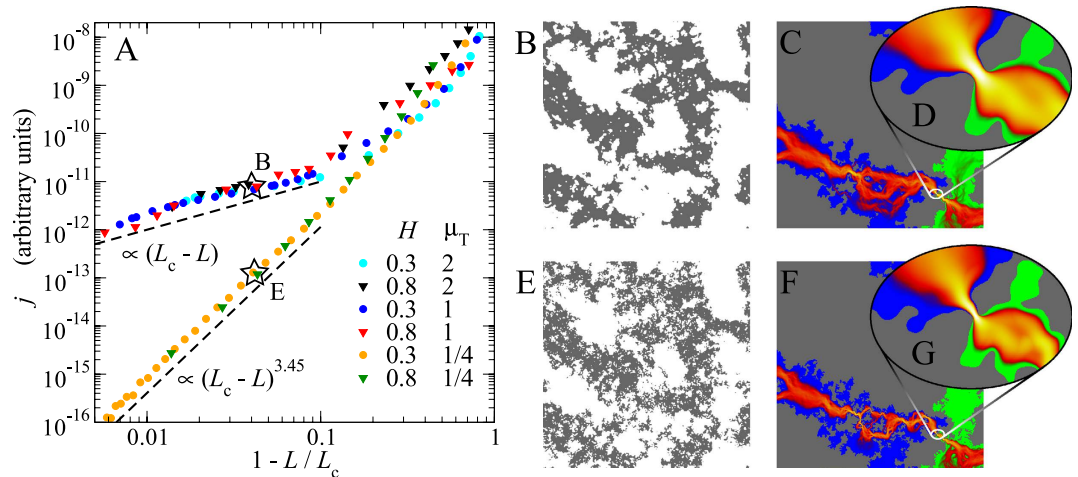 A
B
C
D
E
F
G
j (arbitrary units)
10^-8
10^-9
10^-10
10^-11
10^-12
10^-13
10^-14
10^-15
10^-16
B
∝ (L_c - L)
E
∝ (L_c - L)^3.45
H μ_T
0.3 2
0.8 2
0.3 1
0.8 1
0.3 1/4
0.8 1/4
0.01 0.1 1
1 - L / L_c